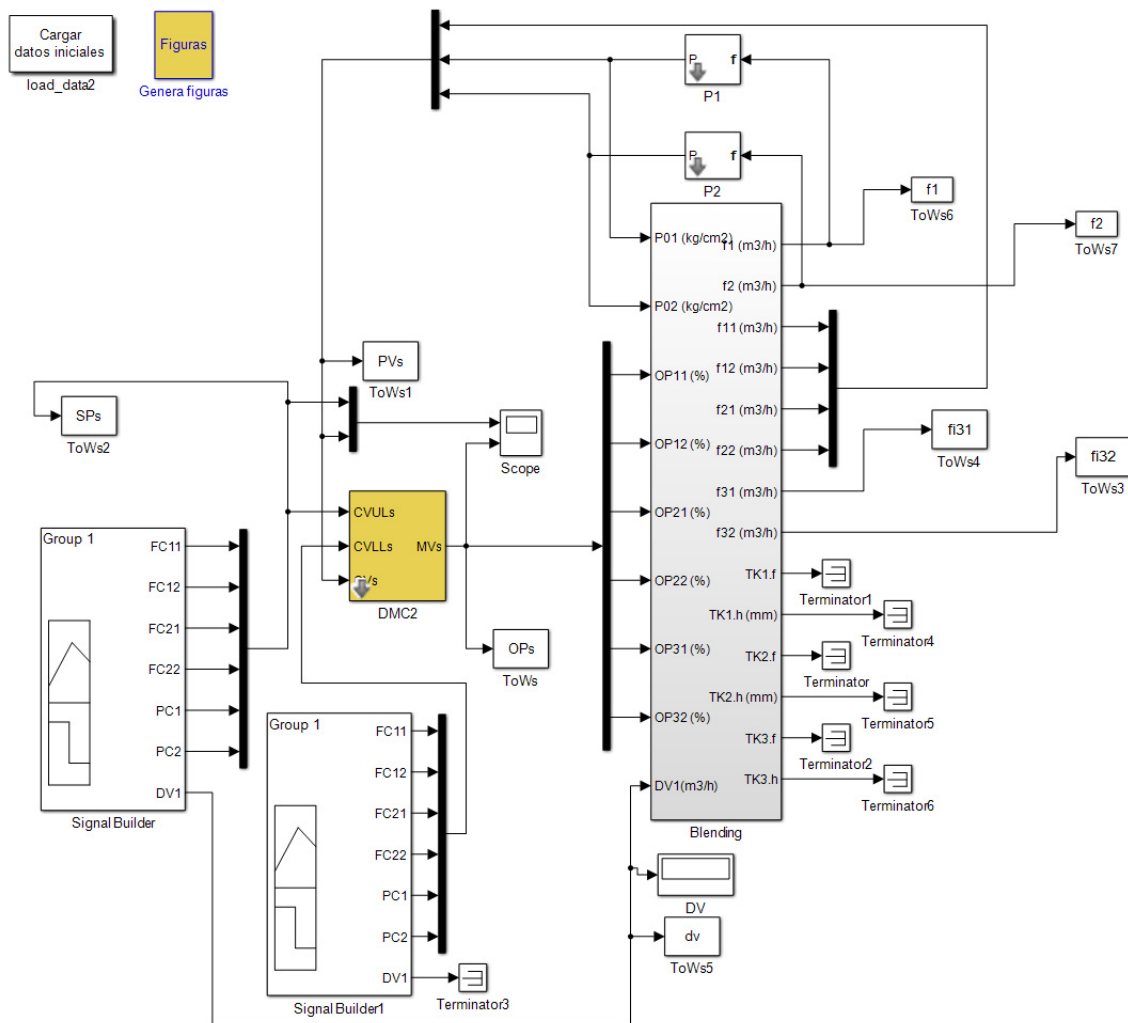 Cargar
datos iniciales
load_data2
Figuras
Genera figuras
P
f
P1
P
f
P2
f1
ToWs6
f2
ToWs7
P01 (kg/cm2)
f1 (m3/h)
P02 (kg/cm2)
f2 (m3/h)
f11 (m3/h)
OP11 (%)
f12 (m3/h)
OP12 (%)
f21 (m3/h)
f22 (m3/h)
OP21 (%)
f31 (m3/h)
f32 (m3/h)
OP22 (%)
TK1.f
TK1.h (mm)
OP31 (%)
TK2.f
TK2.h (mm)
OP32 (%)
TK3.f
TK3.h
DV1(m3/h)
Blending
PVs
ToWs1
SPs
ToWs2
Scope
fi31
ToWs4
fi32
ToWs3
CVULs
CVLLs
MVs
CVs
DMC2
OPs
ToWs
Terminator1
Terminator4
Terminator
Terminator5
Terminator2
Terminator6
Group 1
FC11
FC12
FC21
FC22
PC1
PC2
DV1
Signal Builder
Group 1
FC11
FC12
FC21
FC22
PC1
PC2
DV1
Signal Builder1
Terminator3
DV
dv
ToWs5